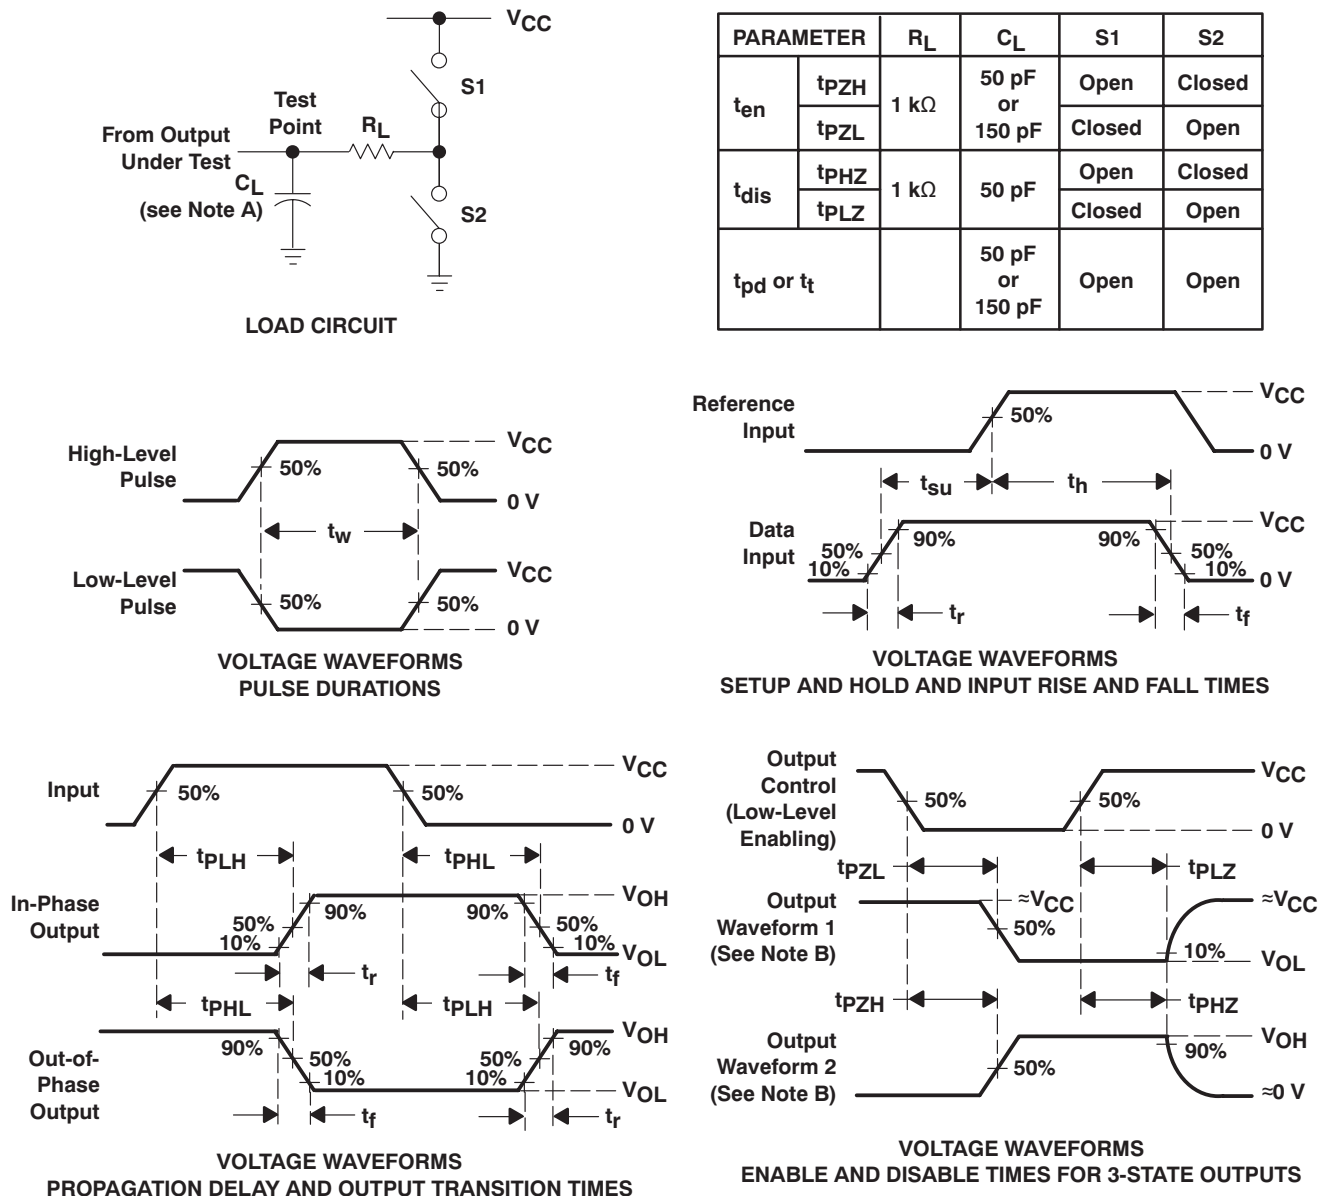 VCC
S1
Test
Point
RL
From Output
Under Test
CL
(see Note A)
S2
LOAD CIRCUIT
PARAMETER RL CL S1 S2
ten tPZH 1 kΩ 50 pF or 150 pF Open Closed
tPZL Closed Open
tdis tPHZ 1 kΩ 50 pF Open Closed
tPLZ Closed Open
tpd or tt 50 pF or 150 pF Open Open
High-Level
Pulse
50%
50%
VCC
0 V
tw
Low-Level
Pulse
50%
50%
VCC
0 V
VOLTAGE WAVEFORMS
PULSE DURATIONS
Reference
Input
50%
VCC
0 V
tsu
th
Data
Input
50%
10%
90%
90%
50%
10%
VCC
0 V
tr
tf
VOLTAGE WAVEFORMS
SETUP AND HOLD AND INPUT RISE AND FALL TIMES
Input
50%
50%
VCC
0 V
tPLH
tPHL
In-Phase
Output
50%
10%
90%
90%
50%
10%
VOH
VOL
tr
tf
tPHL
tPLH
Out-of-
Phase
Output
90%
50%
10%
50%
10%
90%
VOH
VOL
tf
tr
VOLTAGE WAVEFORMS
PROPAGATION DELAY AND OUTPUT TRANSITION TIMES
Output
Control
(Low-Level
Enabling)
50%
50%
VCC
0 V
tPZL
tPLZ
Output
Waveform 1
(See Note B)
≈VCC
50%
10%
≈VCC
VOL
tPZH
tPHZ
Output
Waveform 2
(See Note B)
50%
90%
VOH
≈0 V
VOLTAGE WAVEFORMS
ENABLE AND DISABLE TIMES FOR 3-STATE OUTPUTS